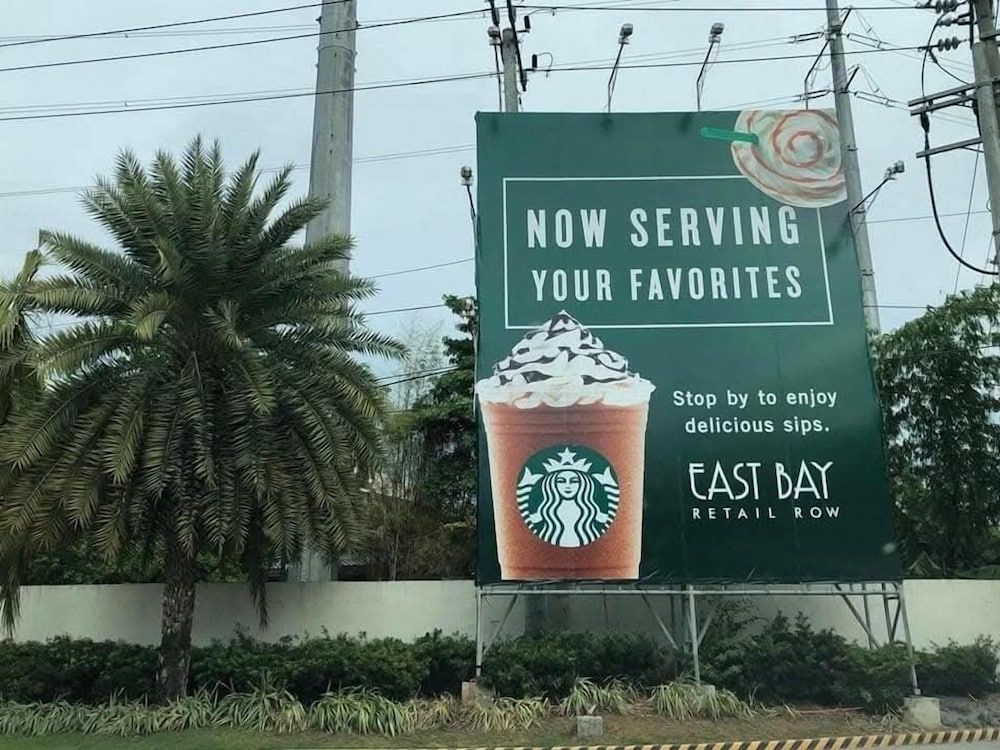 NOW SERVING
YOUR FAVORITES
Stop by to enjoy
delicious sips.
EAST BAY
RETAIL ROW